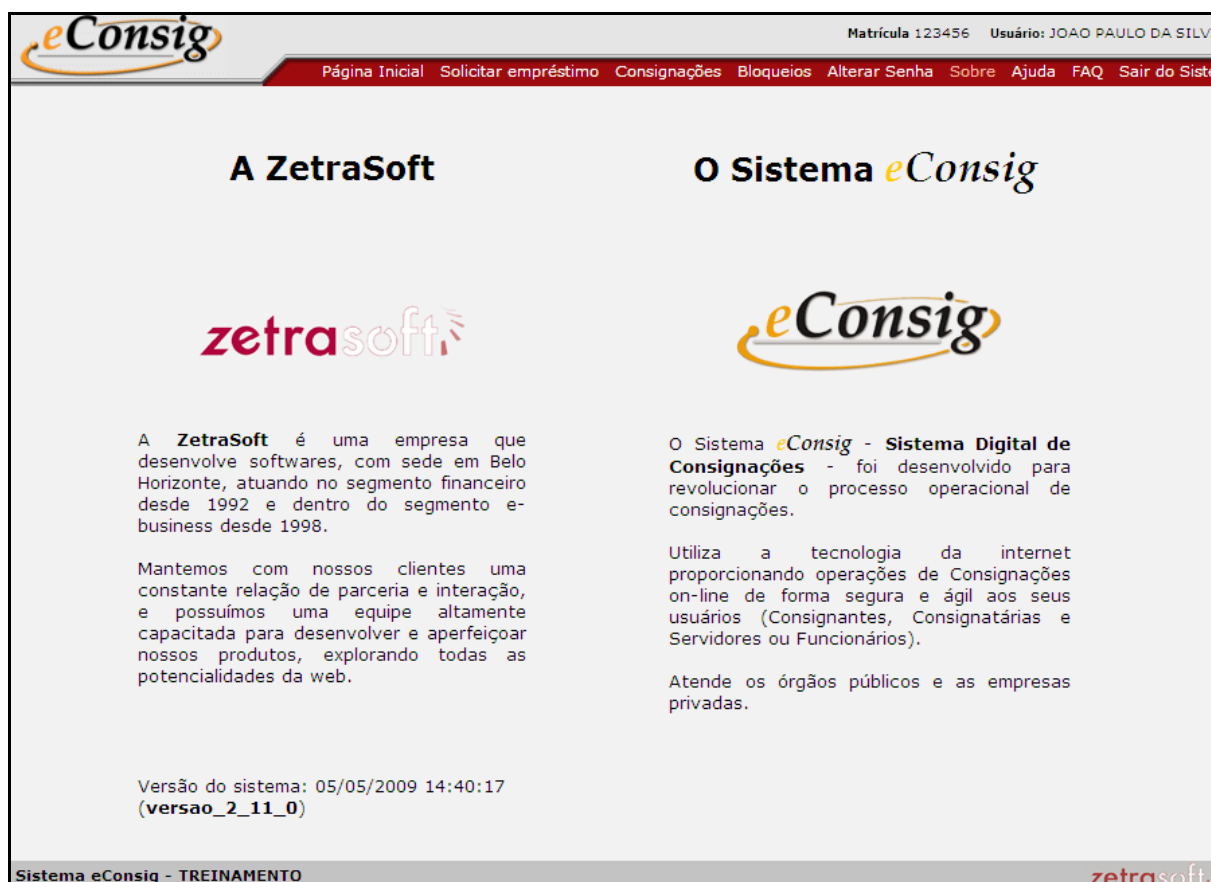 eConsig
Matrícula 123456 Usuário: JOAO PAULO DA SILV
Página Inicial Solicitar empréstimo Consignações Bloqueios Alterar Senha Sobre Ajuda FAQ Sair do Siste
A ZetraSoft
O Sistema eConsig
zetrasoft
eConsig
A ZetraSoft é uma empresa que
desenvolve softwares, com sede em Belo
Horizonte, atuando no segmento financeiro
desde 1992 e dentro do segmento e-
business desde 1998.
Mantemos com nossos clientes uma
constante relação de parceria e interação,
e possuímos uma equipe altamente
capacitada para desenvolver e aperfeiçoar
nossos produtos, explorando todas as
potencialidades da web.
Versão do sistema: 05/05/2009 14:40:17
(versao_2_11_0)
O Sistema eConsig - Sistema Digital de
Consignações - foi desenvolvido para
revolucionar o processo operacional de
consignações.
Utiliza a tecnologia da internet
proporcionando operações de Consignações
on-line de forma segura e ágil aos seus
usuários (Consignantes, Consignatárias e
Servidores ou Funcionários).
Atende os órgãos públicos e as empresas
privadas.
Sistema eConsig - TREINAMENTO
zetrasoft